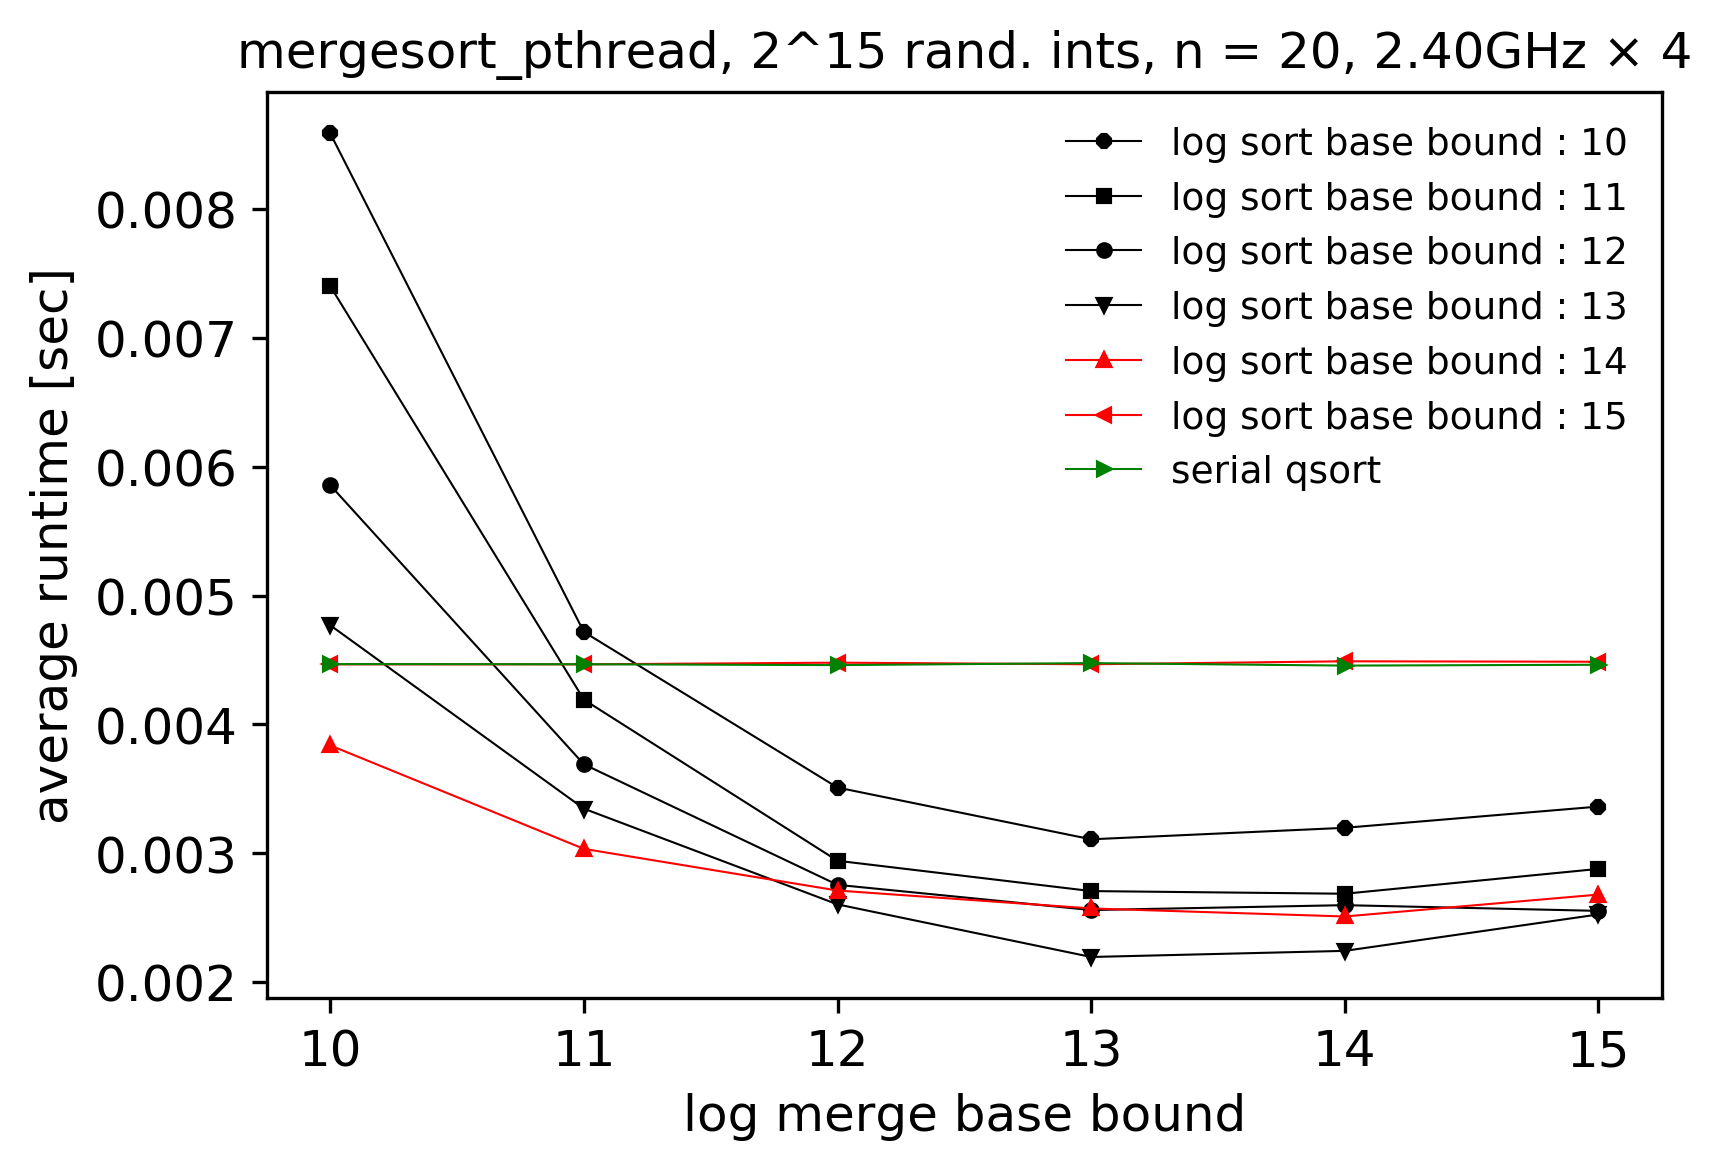 mergesort_pthread, 2^15 rand. ints, n = 20, 2.40GHz × 4
log sort base bound : 10
log sort base bound : 11
log sort base bound : 12
log sort base bound : 13
log sort base bound : 14
log sort base bound : 15
serial qsort
average runtime [sec]
0.008
0.007
0.006
0.005
0.004
0.003
0.002
10 11 12 13 14 15
log merge base bound